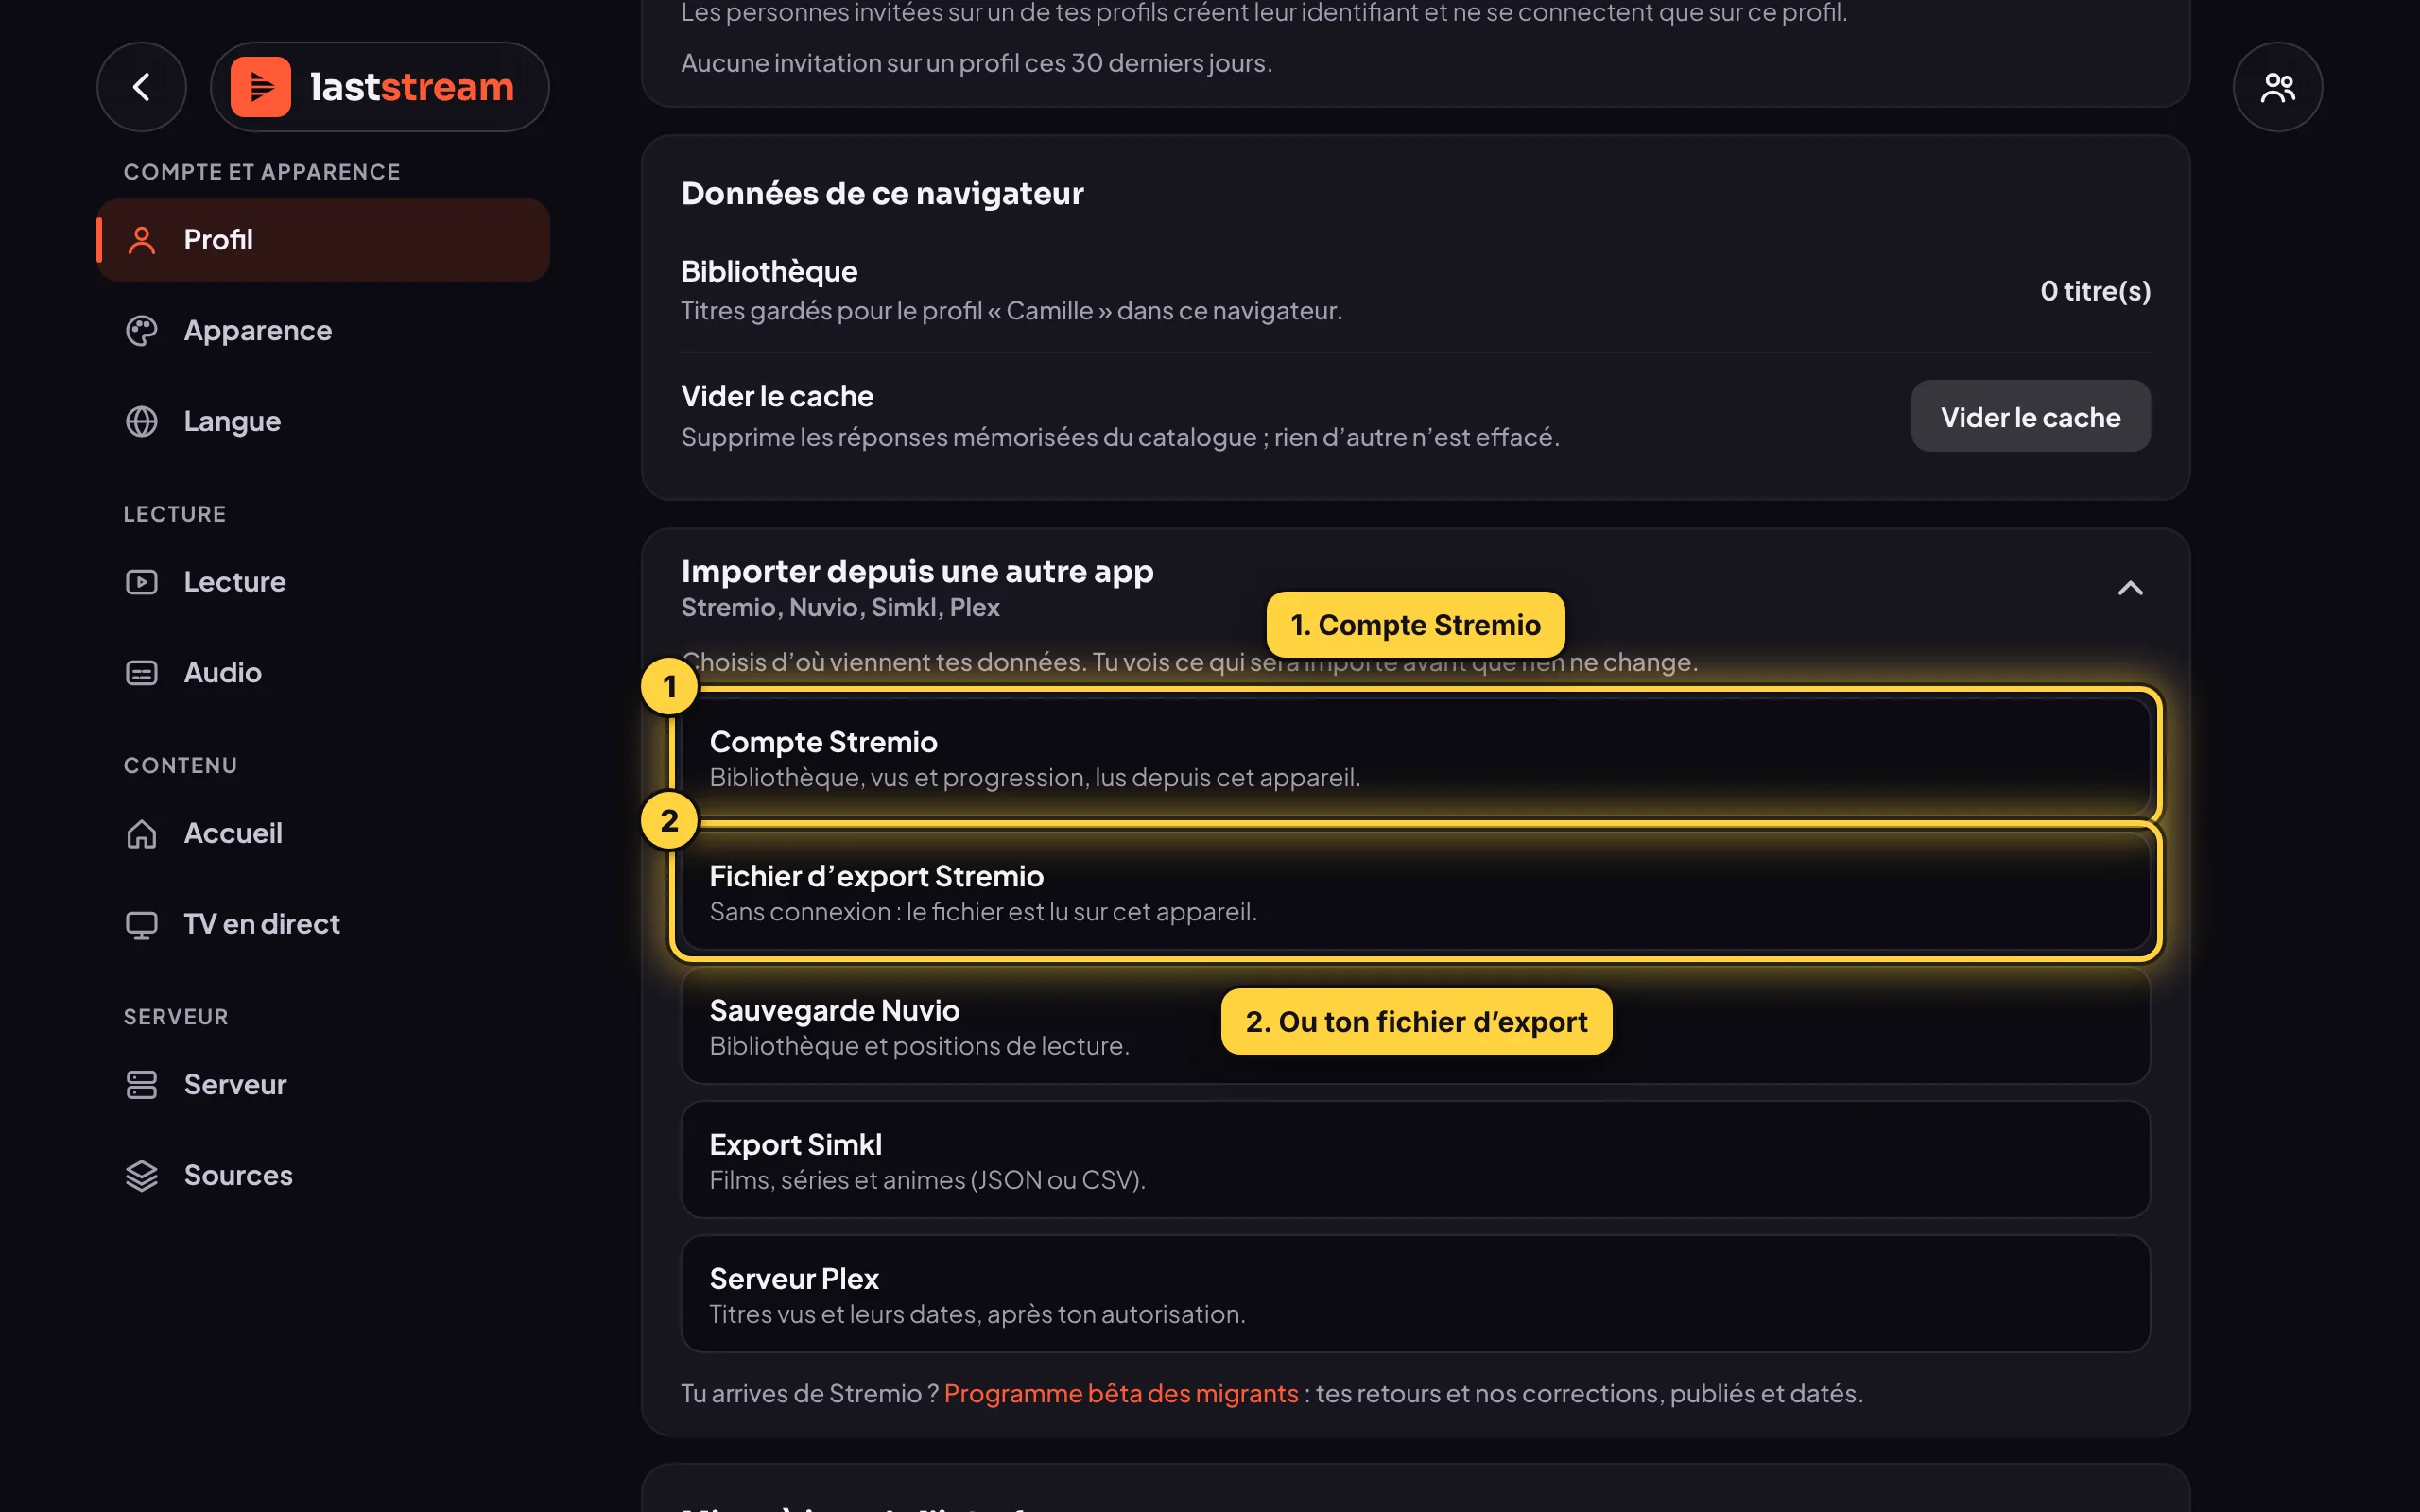 laststream
COMPTE ET APPARENCE
Profil
Apparence
Langue
LECTURE
Lecture
Audio
CONTENU
Accueil
TV en direct
SERVEUR
Serveur
Sources
Les personnes invitées sur un de tes profils créent leur identifiant et ne se connectent que sur ce profil.
Aucune invitation sur un profil ces 30 derniers jours.
Données de ce navigateur
Bibliothèque
Titres gardés pour le profil « Camille » dans ce navigateur.
0 titre(s)
Vider le cache
Supprime les réponses mémorisées du catalogue ; rien d’autre n’est effacé.
Vider le cache
Importer depuis une autre app
Stremio, Nuvio, Simkl, Plex
1. Compte Stremio
Choisis d’où viennent tes données. Tu vois ce qui sera importé avant que rien ne change.
1
Compte Stremio
Bibliothèque, vus et progression, lus depuis cet appareil.
2
Fichier d’export Stremio
Sans connexion : le fichier est lu sur cet appareil.
Sauvegarde Nuvio
Bibliothèque et positions de lecture.
2. Ou ton fichier d’export
Export Simkl
Films, séries et animes (JSON ou CSV).
Serveur Plex
Titres vus et leurs dates, après ton autorisation.
Tu arrives de Stremio ? Programme bêta des migrants : tes retours et nos corrections, publiés et datés.